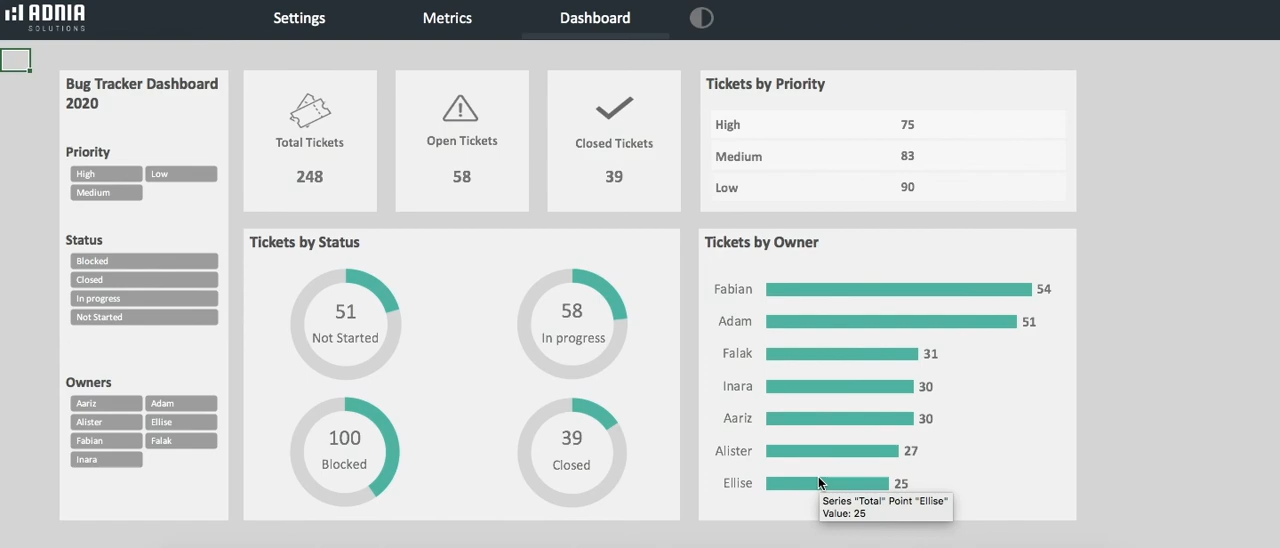 ADNIA
SOLUTIONS
Settings
Metrics
Dashboard
Bug Tracker Dashboard
2020
Priority
High
Low
Medium
Status
Blocked
Closed
In progress
Not Started
Owners
Aariz
Adam
Alister
Ellise
Fabian
Falak
Inara
Total Tickets
248
Open Tickets
58
Closed Tickets
39
Tickets by Priority
High 75
Medium 83
Low 90
Tickets by Status
51
Not Started
58
In progress
100
Blocked
39
Closed
Tickets by Owner
Fabian 54
Adam 51
Falak 31
Inara 30
Aariz 30
Alister 27
Ellise 25
Series "Total" Point "Ellise"
Value: 25